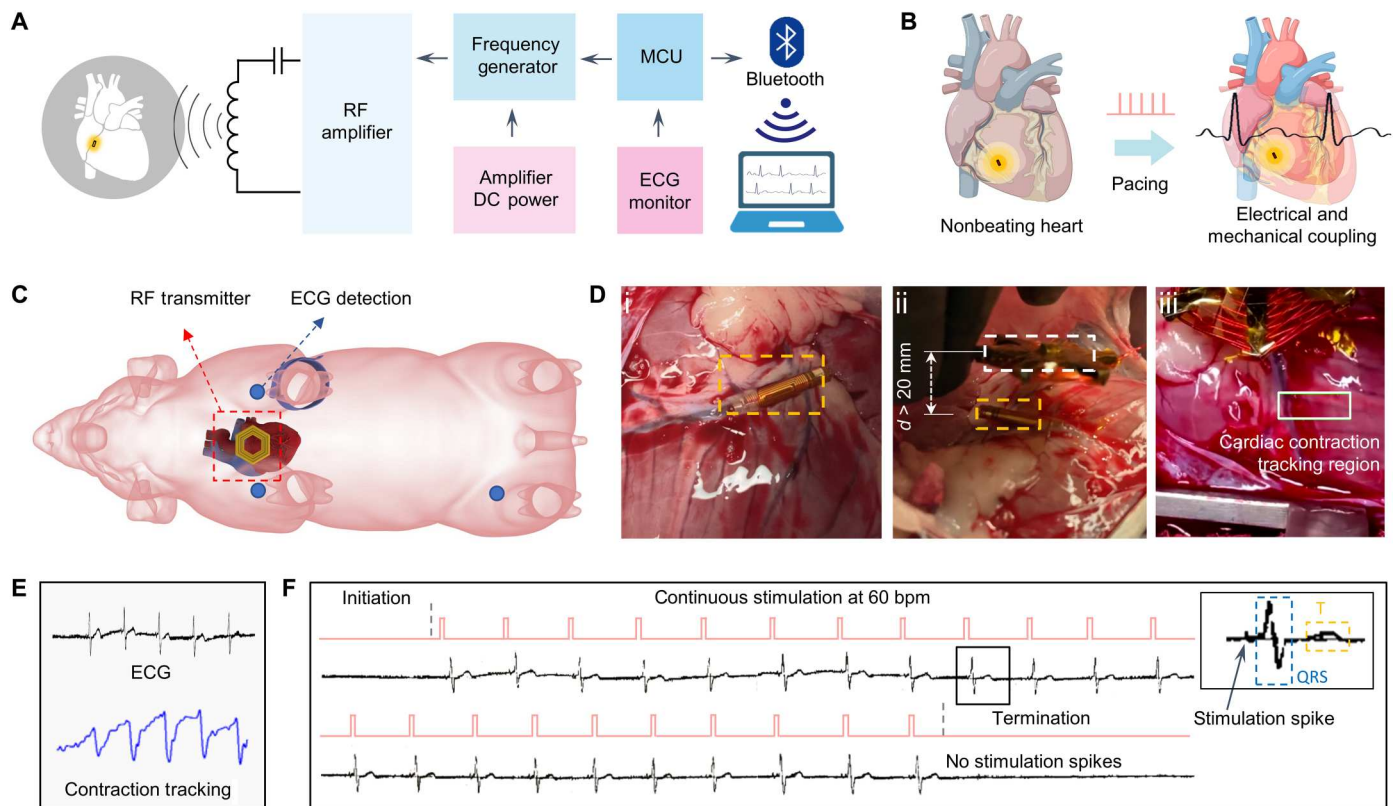 A
RF
amplifier
Frequency
generator
MCU
Bluetooth
Amplifier
DC power
ECG
monitor
B
Pacing
Nonbeating heart
Electrical and
mechanical coupling
C
RF transmitter
ECG detection
D
i
ii
d > 20 mm
iii
Cardiac contraction
tracking region
E
ECG
Contraction tracking
F
Initiation
Continuous stimulation at 60 bpm
T
QRS
Stimulation spike
Termination
No stimulation spikes